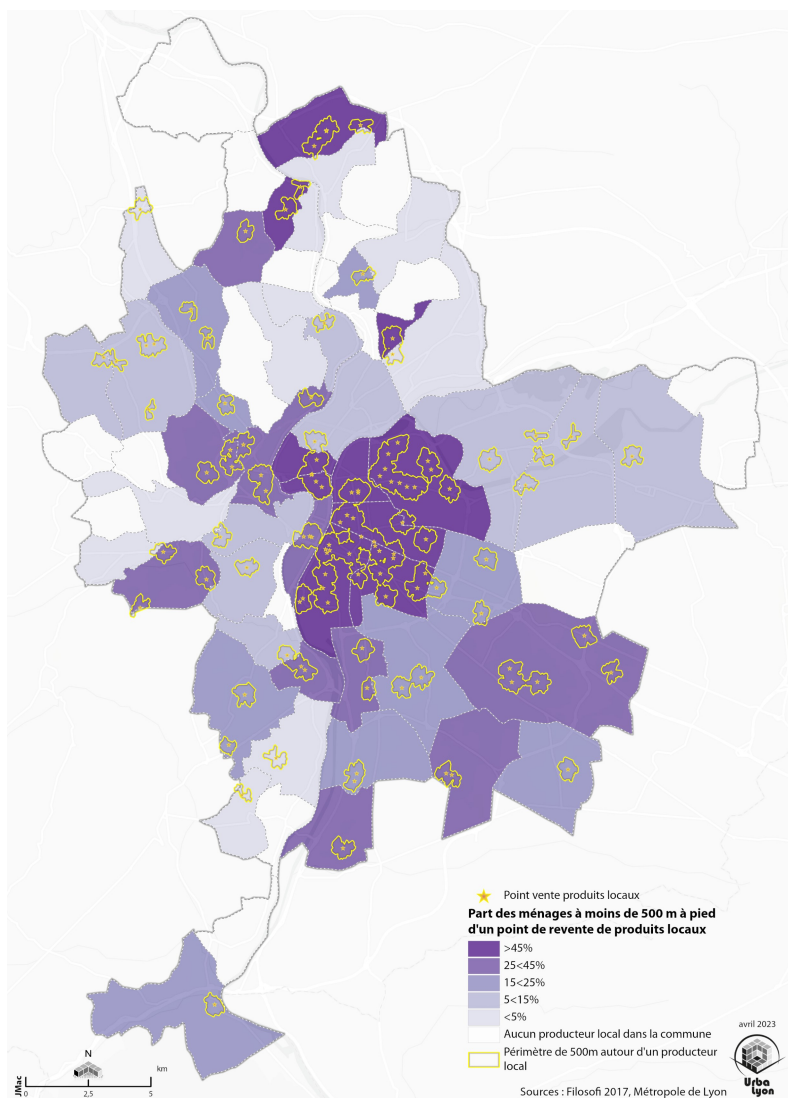 Point vente produits locaux
Part des ménages à moins de 500 m à pied
d'un point de revente de produits locaux
>45%
25<45%
15<25%
5<15%
<5%
Aucun producteur local dans la commune
Périmètre de 500m autour d'un producteur
local
avril 2023
Urba
Lyon
Sources : Filosofi 2017, Métropole de Lyon
N
km
0 2,5 5
JMac